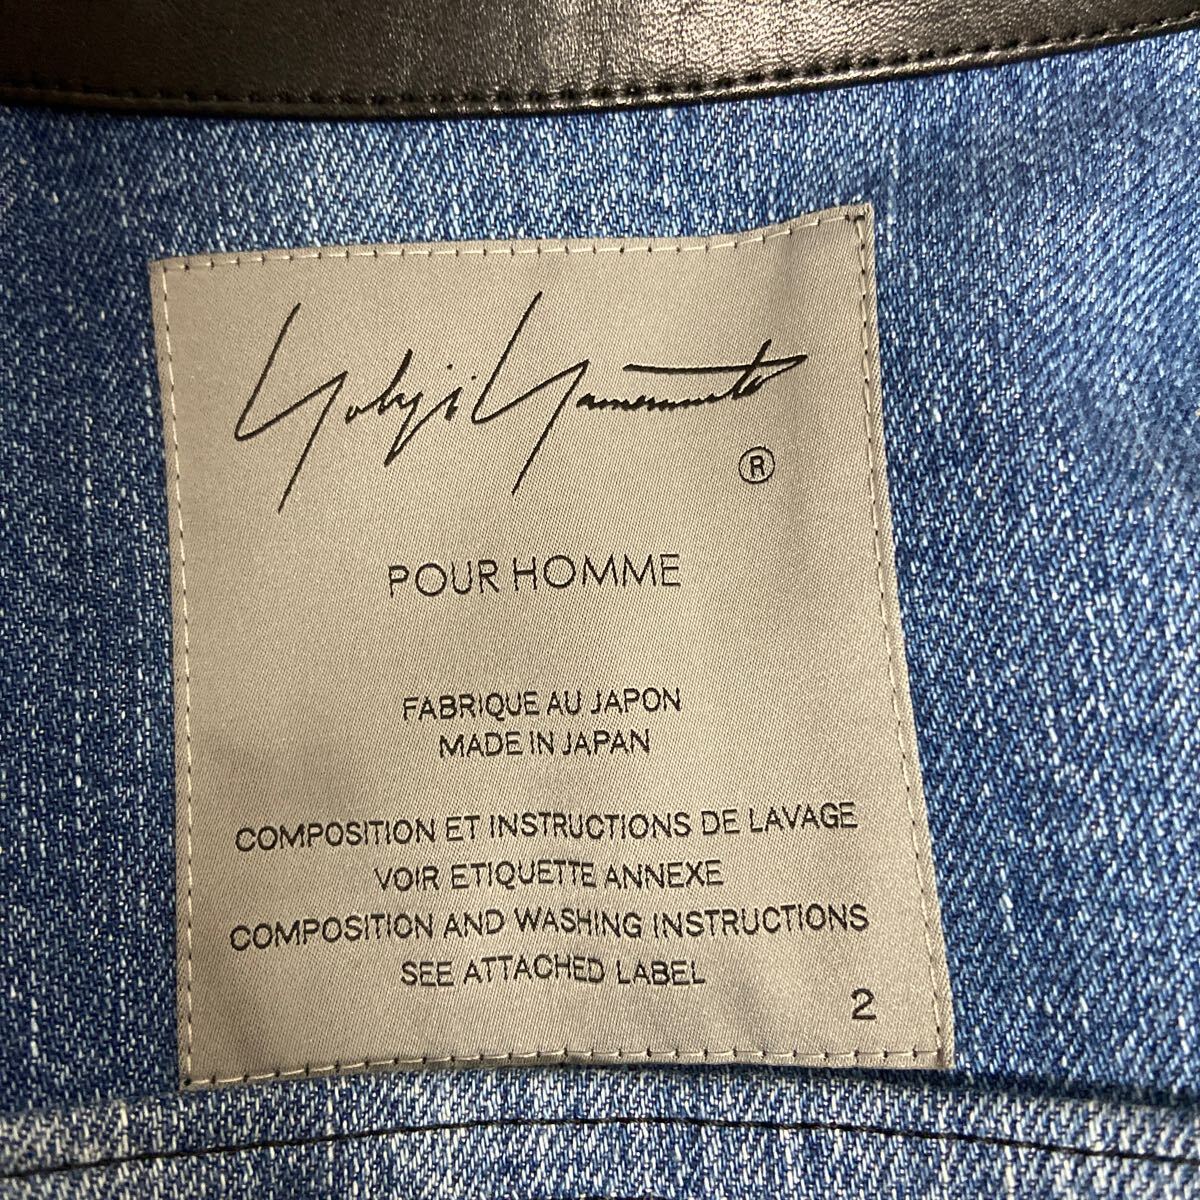 Yohji Yamamoto
®
POUR HOMME
FABRIQUE AU JAPON
MADE IN JAPAN
COMPOSITION ET INSTRUCTIONS DE LAVAGE
VOIR ETIQUETTE ANNEXE
COMPOSITION AND WASHING INSTRUCTIONS
SEE ATTACHED LABEL
2